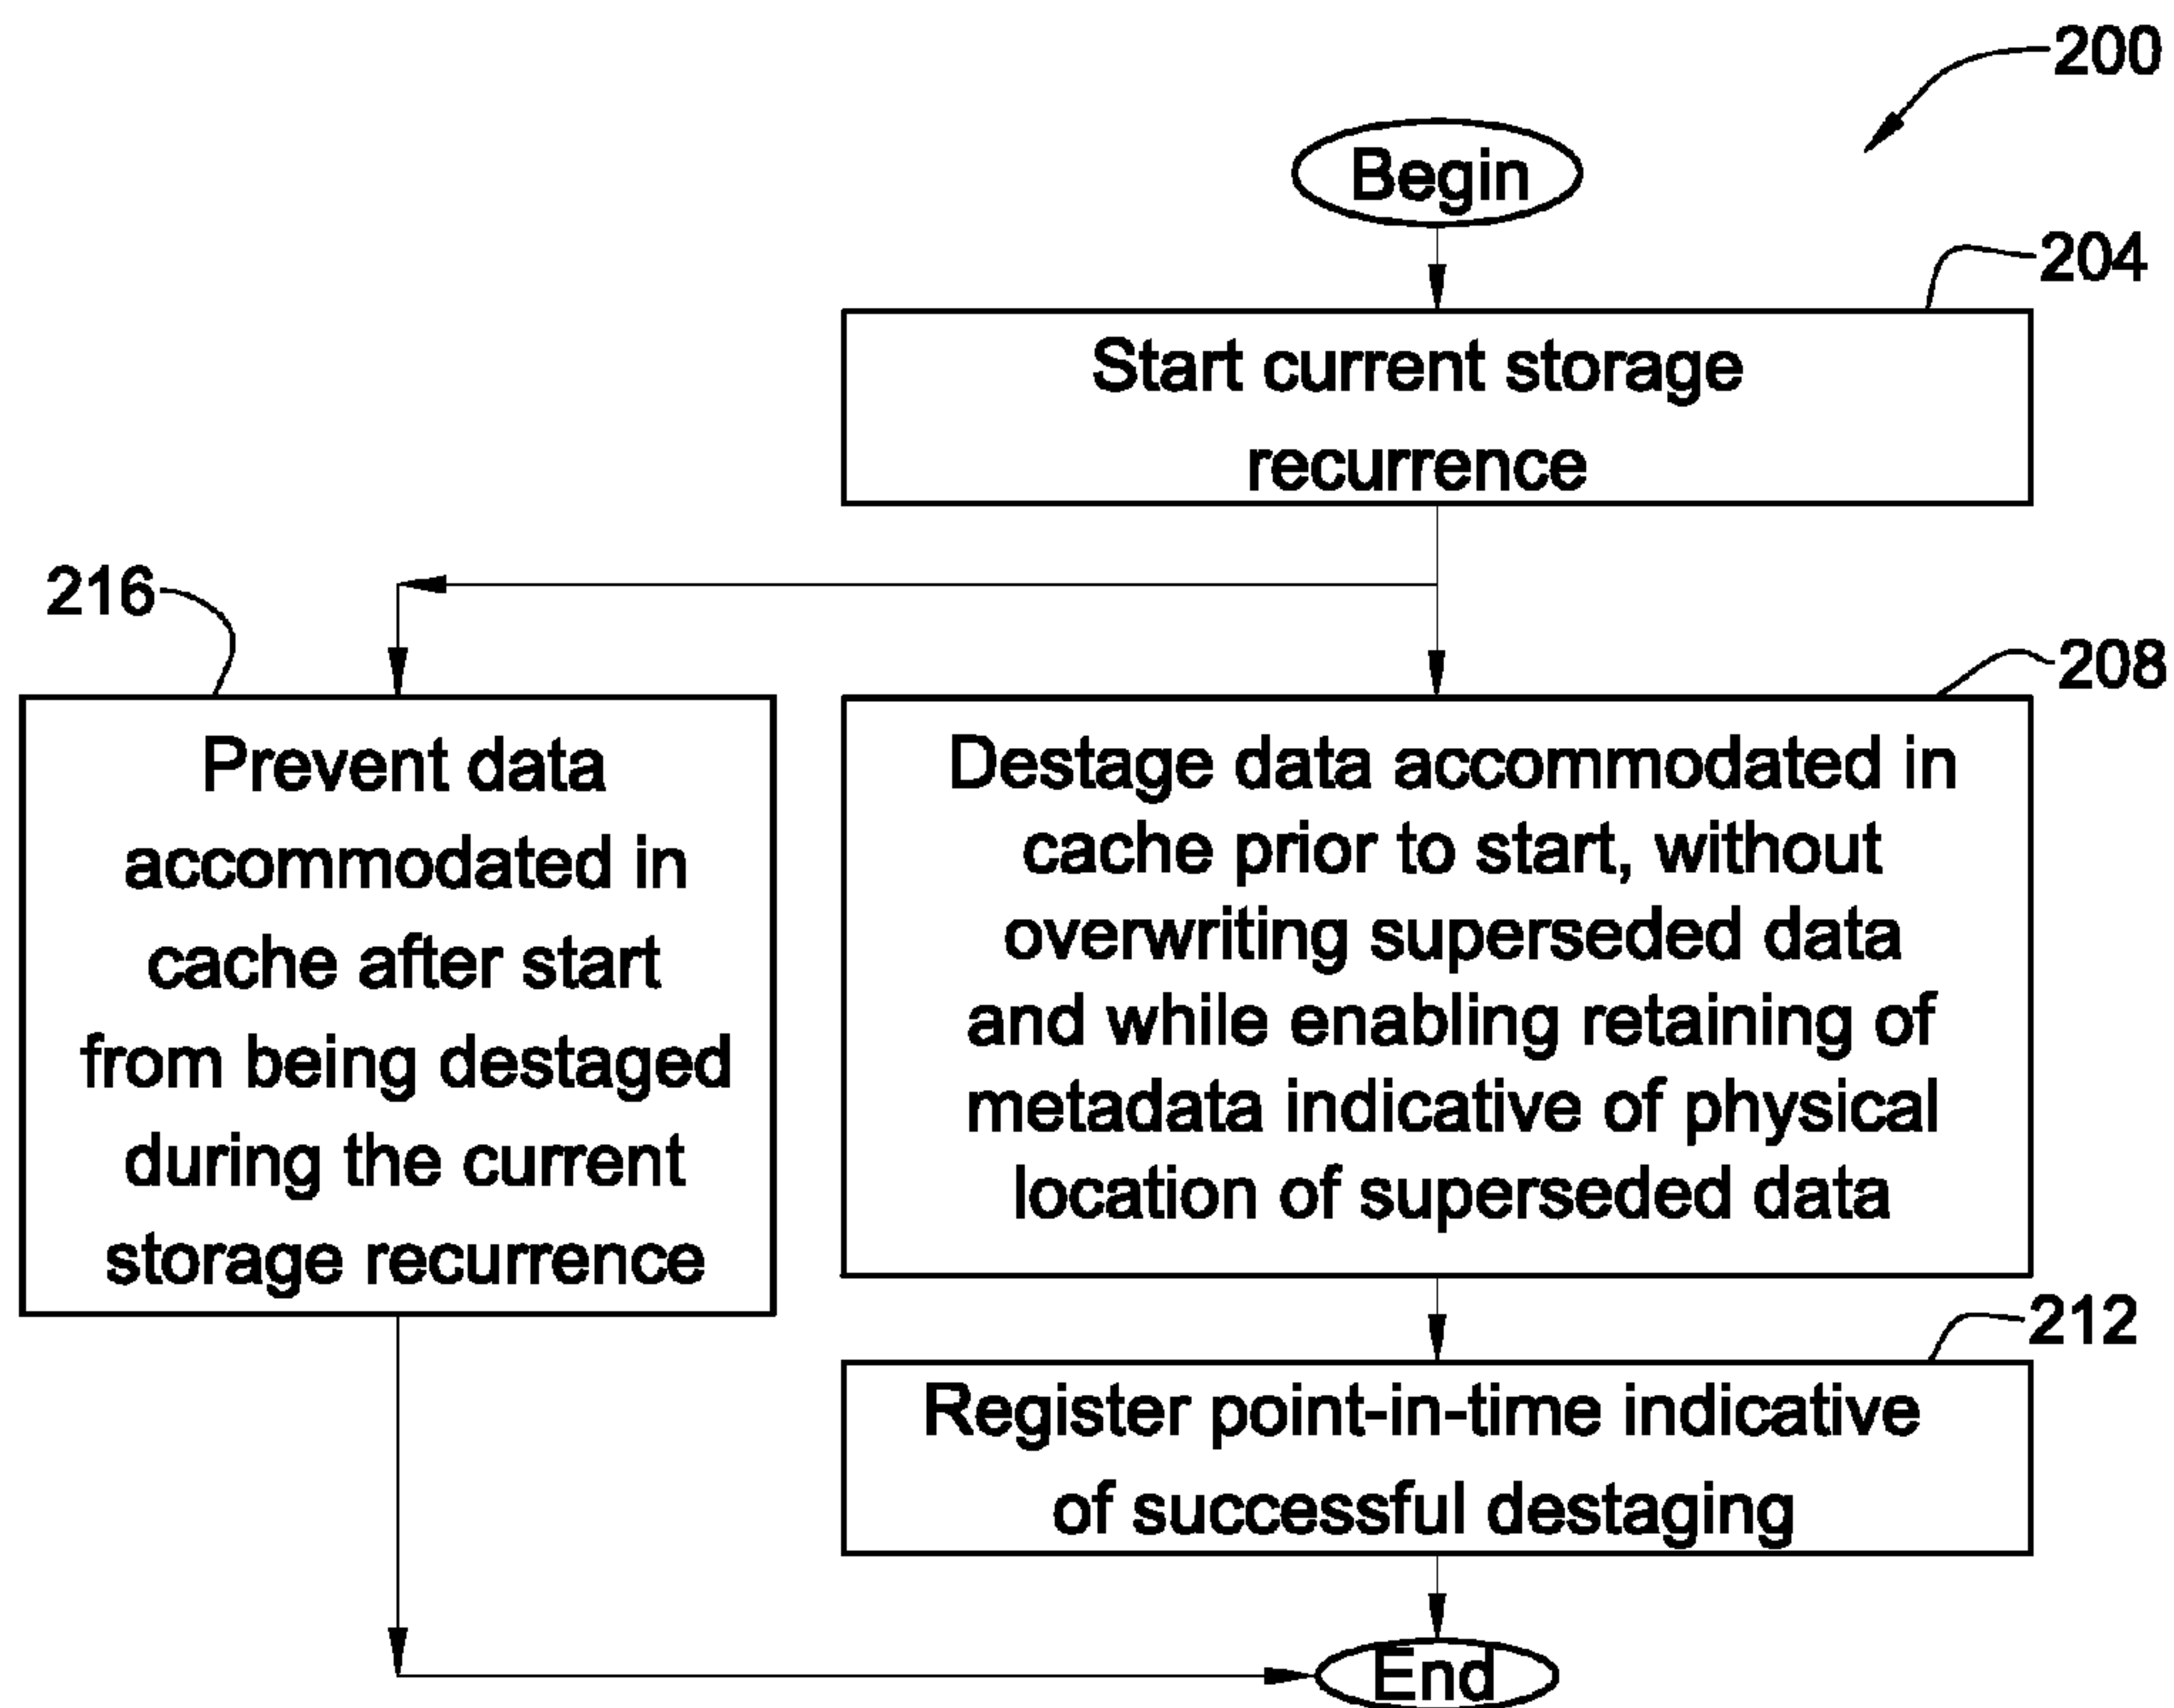 200
Begin
204
Start current storage
recurrence
216
208
Prevent data
accommodated in
cache after start
from being destaged
during the current
storage recurrence
Destage data accommodated in
cache prior to start, without
overwriting superseded data
and while enabling retaining of
metadata indicative of physical
location of superseded data
212
Register point-in-time indicative
of successful destaging
End